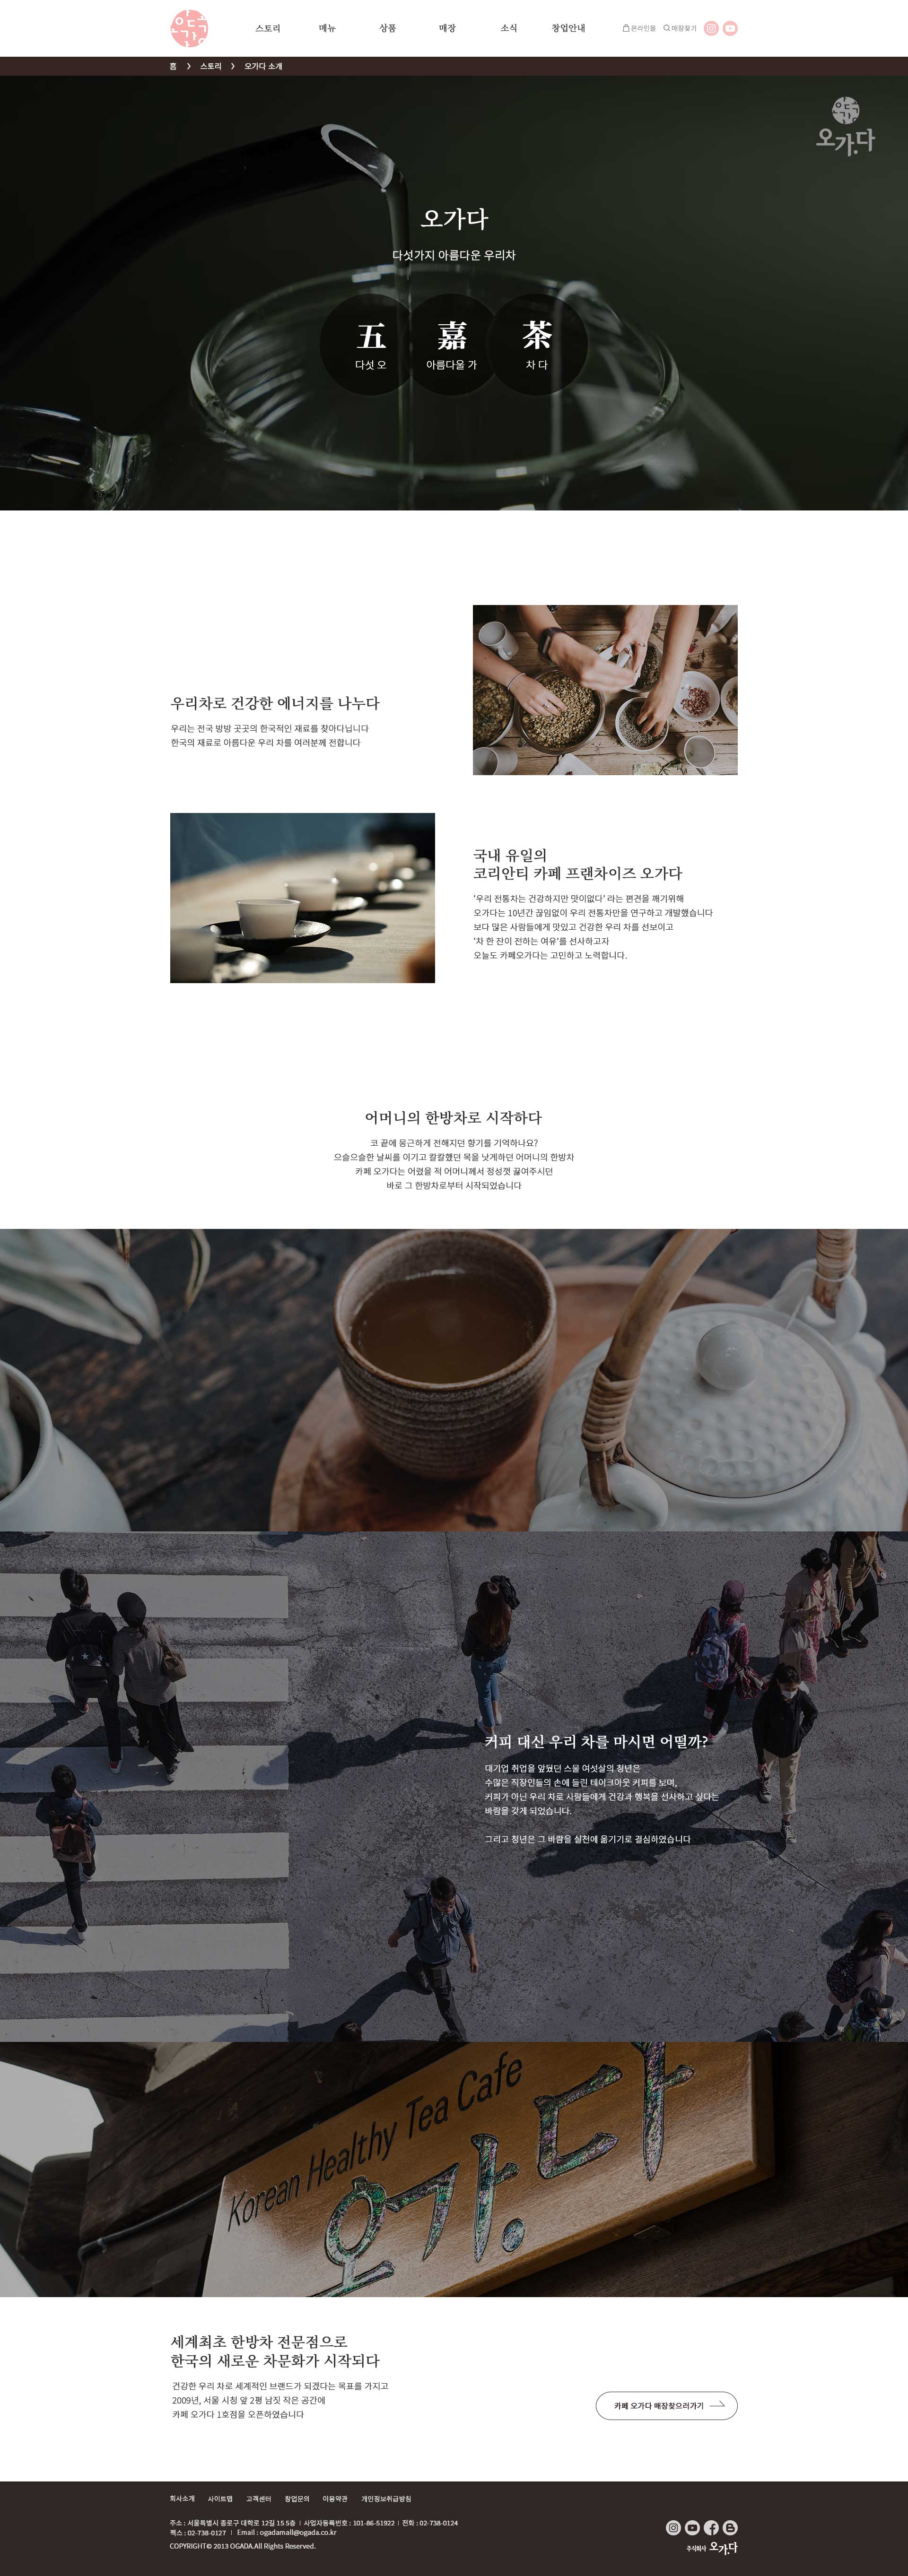 오가다
스토리
메뉴
상품
매장
소식
창업안내
온라인몰
매장찾기
홈
스토리
오가다 소개
오가다
오가다
오가다
다섯가지 아름다운 우리차
五
嘉
茶
다섯 오
아름다울 가
차 다
우리차로 건강한 에너지를 나누다
우리는 전국 방방 곳곳의 한국적인 재료를 찾아다닙니다
한국의 재료로 아름다운 우리 차를 여러분께 전합니다
국내 유일의
코리안티 카페 프랜차이즈 오가다
‘우리 전통차는 건강하지만 맛이없다’ 라는 편견을 깨기위해
오가다는 10년간 끊임없이 우리 전통차만을 연구하고 개발했습니다
보다 많은 사람들에게 맛있고 건강한 우리 차를 선보이고
‘차 한 잔이 전하는 여유’를 선사하고자
오늘도 카페오가다는 고민하고 노력합니다.
어머니의 한방차로 시작하다
코 끝에 뭉근하게 전해지던 향기를 기억하나요?
으슬으슬한 날씨를 이기고 칼칼했던 목을 낫게하던 어머니의 한방차
카페 오가다는 어렸을 적 어머니께서 정성껏 끓여주시던
바로 그 한방차로부터 시작되었습니다
커피 대신 우리 차를 마시면 어떨까?
대기업 취업을 앞뒀던 스물 여섯살의 청년은
수많은 직장인들의 손에 들린 테이크아웃 커피를 보며,
커피가 아닌 우리 차로 사람들에게 건강과 행복을 선사하고 싶다는
바람을 갖게 되었습니다.
그리고 청년은 그 바람을 실천에 옮기기로 결심하였습니다
Korean Healthy Tea Cafe
오가다
세계최초 한방차 전문점으로
한국의 새로운 차문화가 시작되다
건강한 우리 차로 세계적인 브랜드가 되겠다는 목표를 가지고
2009년, 서울 시청 앞 2평 남짓 작은 공간에
카페 오가다 1호점을 오픈하였습니다
카페 오가다 매장찾으러가기
회사소개
사이트맵
고객센터
창업문의
이용약관
개인정보취급방침
주소 : 서울특별시 종로구 대학로 12길 15 5층 ㅣ 사업자등록번호 : 101-86-51922 ㅣ 전화 : 02-738-0124
팩스 : 02-738-0127 ㅣ Email : ogadamall@ogada.co.kr
COPYRIGHT© 2013 OGADA.All Rights Reserved.
주식회사 오가다